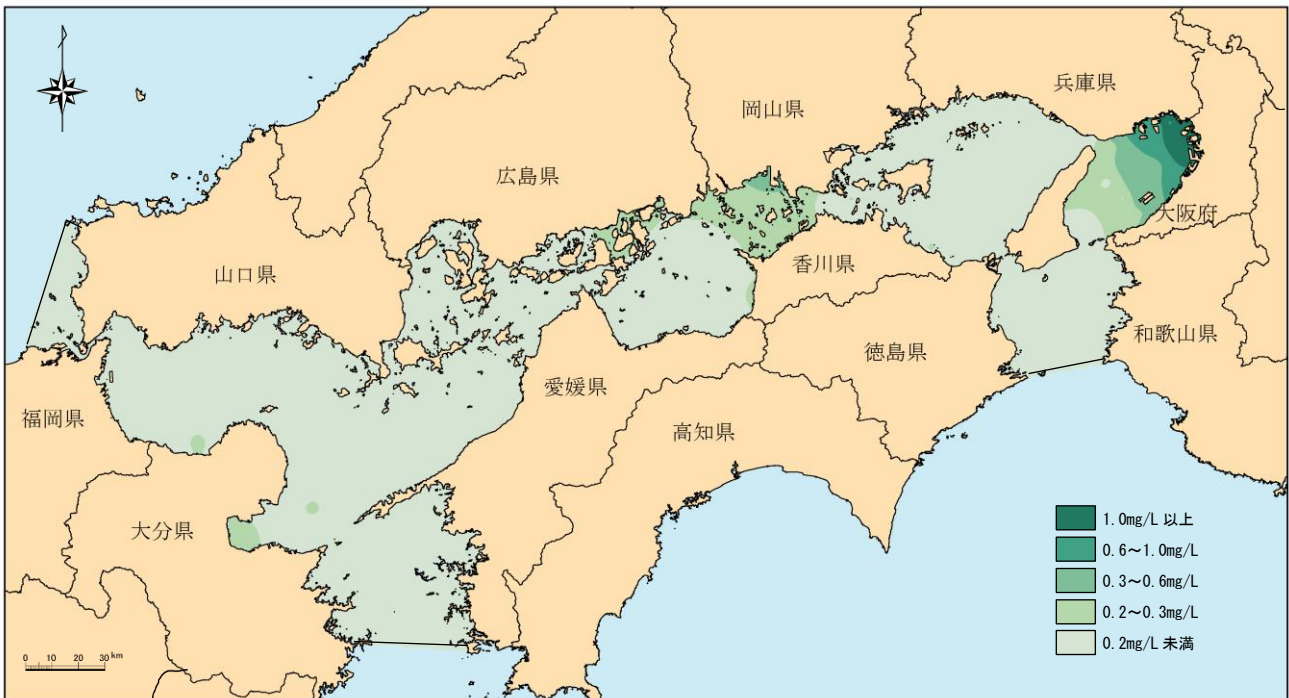 兵庫県
岡山県
広島県
大阪府
山口県
香川県
和歌山県
徳島県
愛媛県
福岡県
高知県
大分県
1.0mg/L 以上
0.6～1.0mg/L
0.3～0.6mg/L
0.2～0.3mg/L
0.2mg/L 未満
0 10 20 30 km